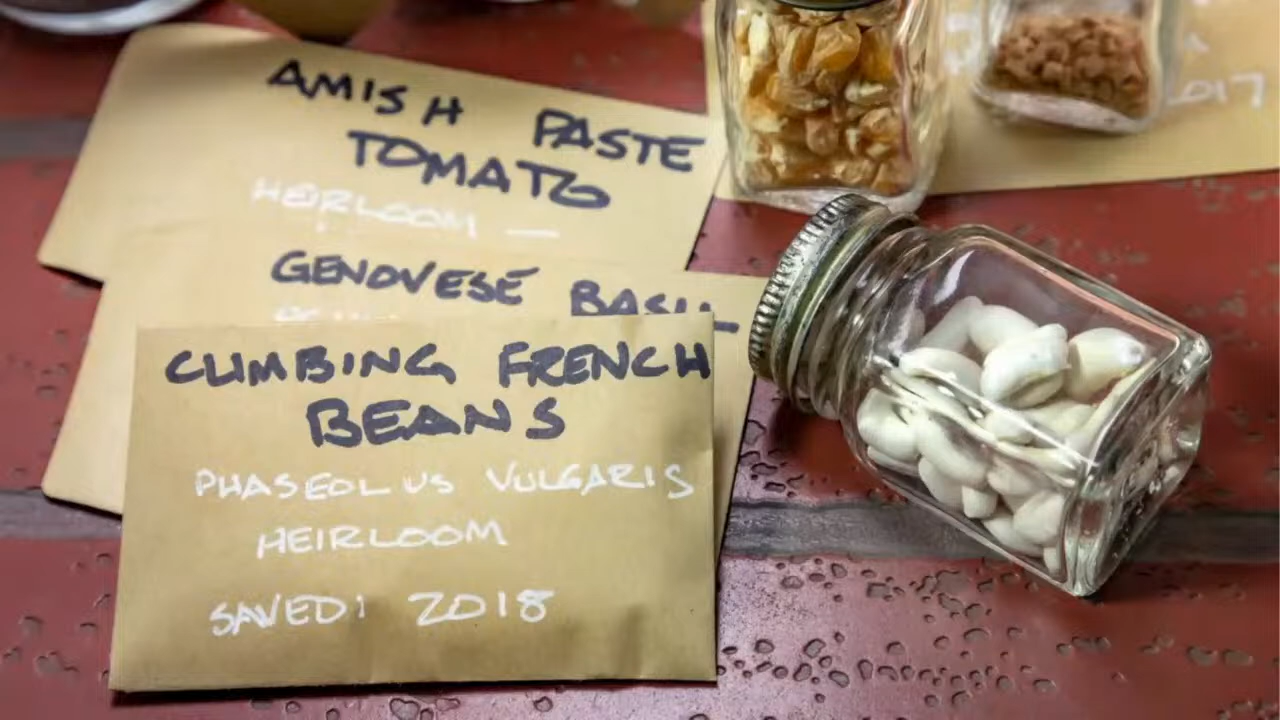 AMISH PASTE
TOMATO
HEIRLOOM —
GENOVESE BASIL
CLIMBING FRENCH
BEANS
PHASEOLUS VULGARIS
HEIRLOOM
SAVED: 2018